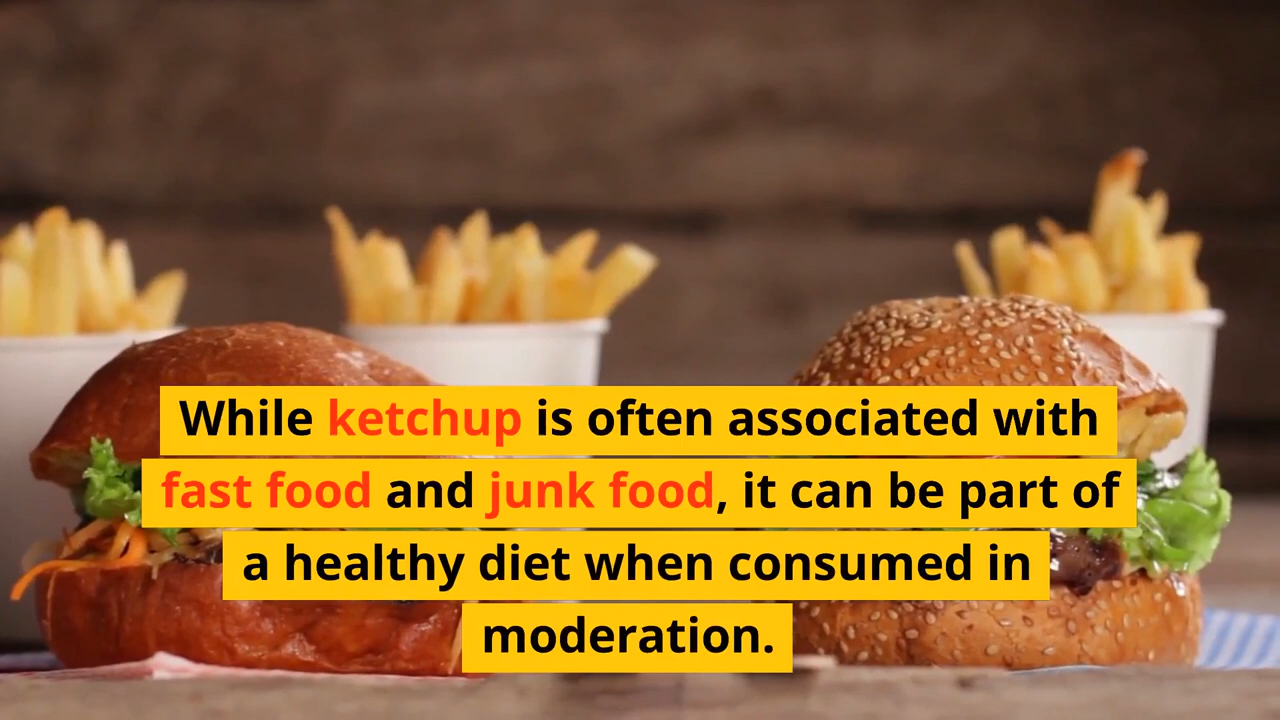 While ketchup is often associated with
fast food and junk food, it can be part of
a healthy diet when consumed in
moderation.